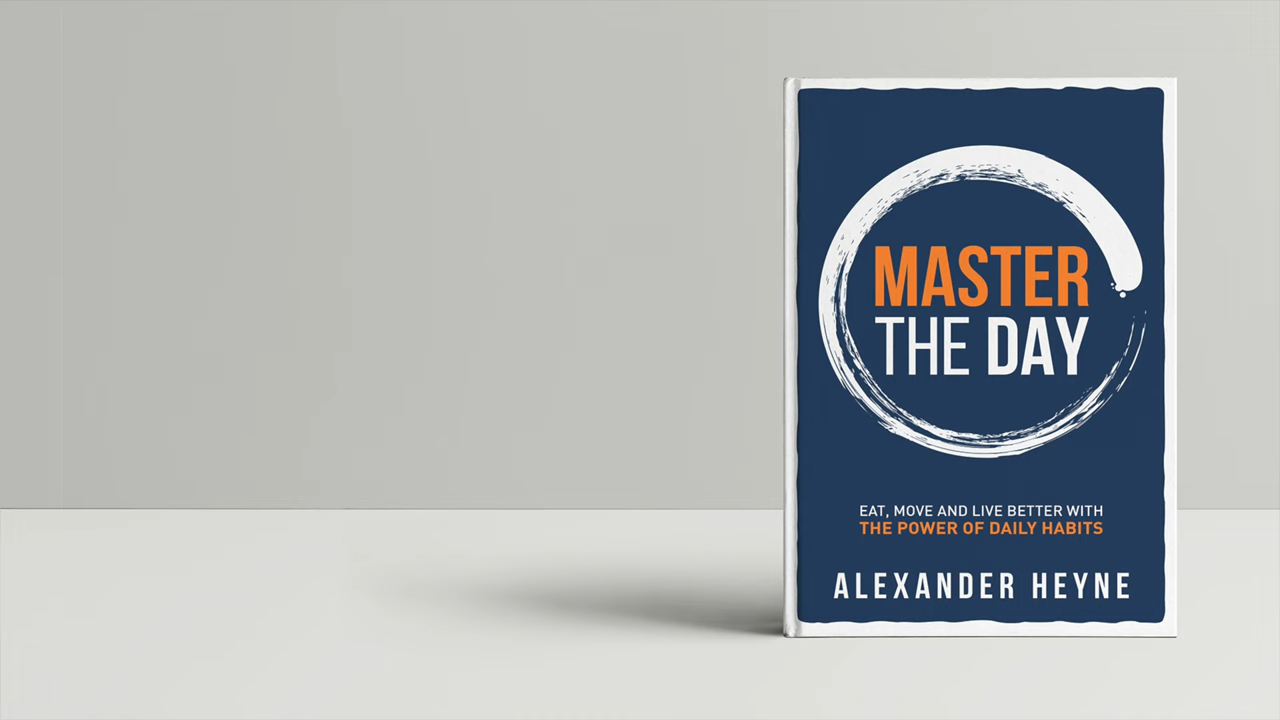 MASTER
THE DAY
EAT, MOVE AND LIVE BETTER WITH
THE POWER OF DAILY HABITS
ALEXANDER HEYNE